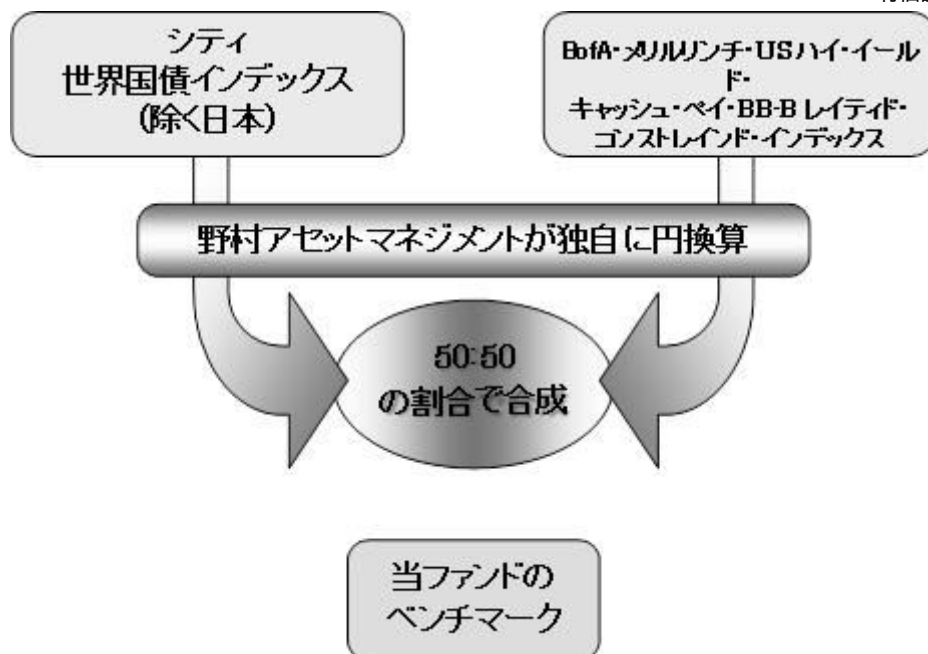 シティ
世界国債インデックス
(除く日本)
BofA・メリルリンチ・USハイ・イール
ド・
キャッシュ・ペイ・BB-Bレイティド・
コンストレインド・インデックス
野村アセットマネジメントが独自に円換算
50:50
の割合で合成
当ファンドの
ベンチマーク